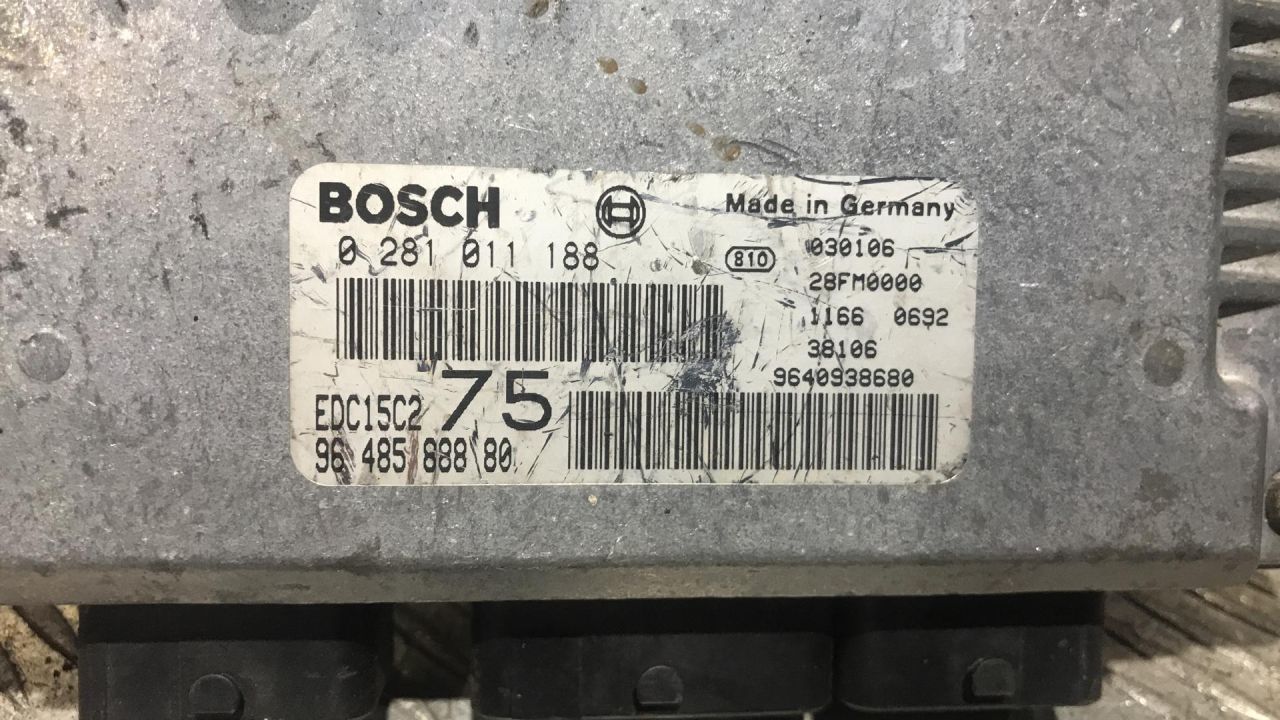 BOSCH
Made in Germany
0 281 011 188
810
030106
28FM0000
1166 0692
38106
9640938680
EDC15C2 75
96 485 888 80